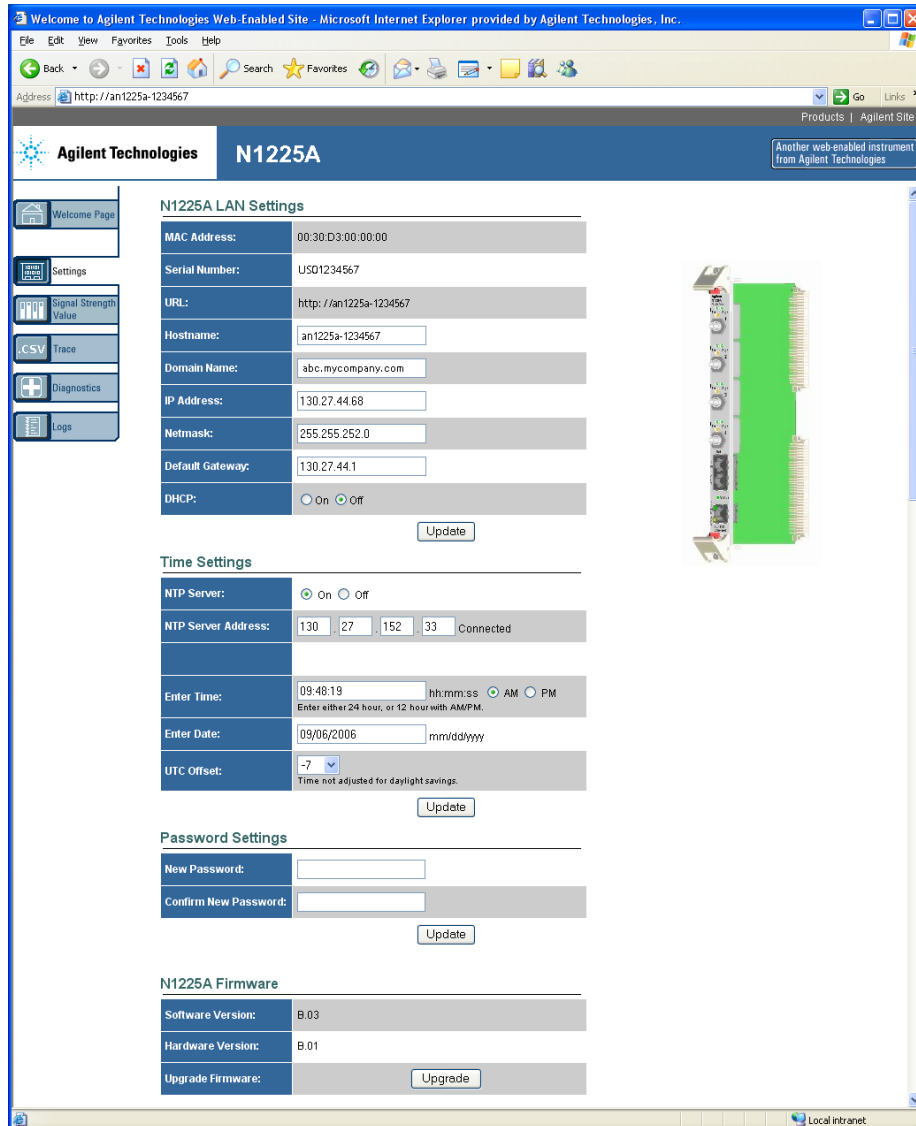 Welcome to Agilent Technologies Web-Enabled Site - Microsoft Internet Explorer provided by Agilent Technologies, Inc.
File Edit View Favorites Tools Help
Back Search Favorites
Address http://an1225a-1234567 Go Links
Products | Agilent Site
Agilent Technologies N1225A
Another web-enabled instrument
from Agilent Technologies
Welcome Page
Settings
Signal Strength
Value
.CSV Trace
Diagnostics
Logs
N1225A LAN Settings
MAC Address: 00:30:D3:00:00:00
Serial Number: US01234567
URL: http: //an1225a-1234567
Hostname: an1225a-1234567
Domain Name: abc.mycompany.com
IP Address: 130.27.44.68
Netmask: 255.255.252.0
Default Gateway: 130.27.44.1
DHCP: On Off
Update
Time Settings
NTP Server: On Off
NTP Server Address: 130 . 27 . 152 . 33 Connected
Enter Time: 09:48:19 hh:mm:ss AM PM
Enter either 24 hour, or 12 hour with AM/PM.
Enter Date: 09/06/2006 mm/dd/yyyy
UTC Offset: -7
Time not adjusted for daylight savings.
Update
Password Settings
New Password:
Confirm New Password:
Update
N1225A Firmware
Software Version: B.03
Hardware Version: B.01
Upgrade Firmware: Upgrade
Local intranet